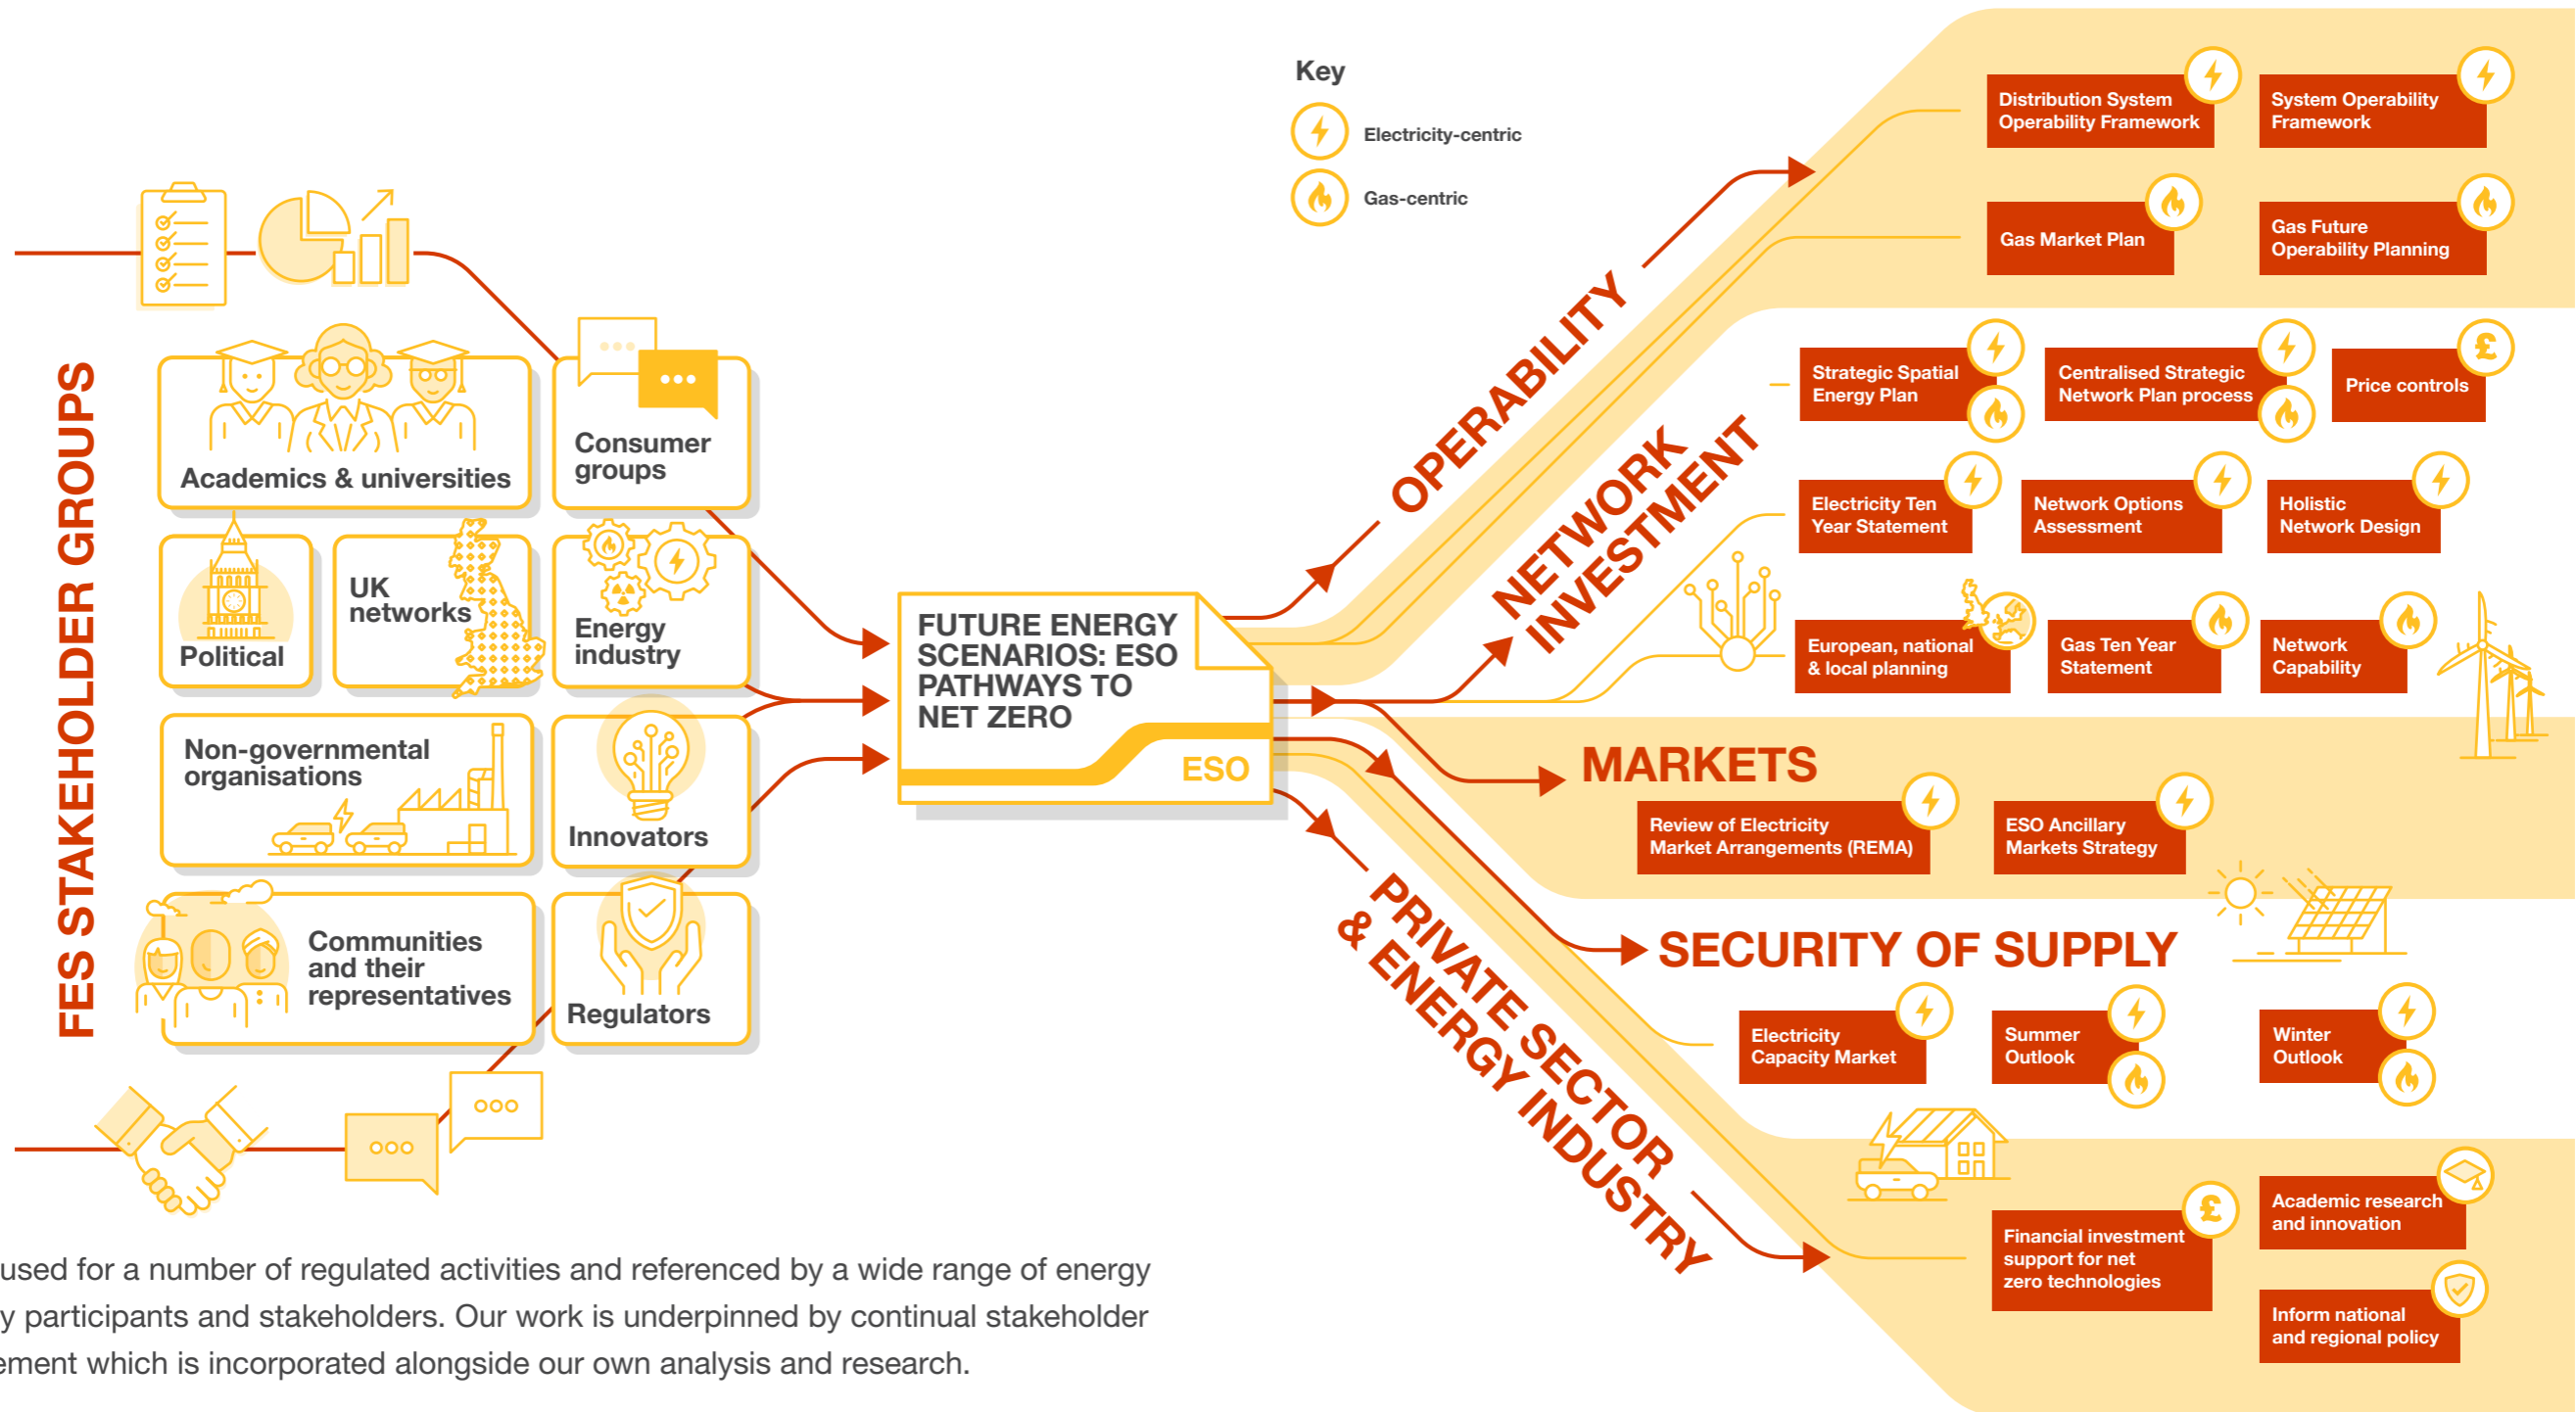 Key
Electricity-centric
Gas-centric
FES STAKEHOLDER GROUPS
Academics & universities
Consumer
groups
Political
UK
networks
Energy
industry
Non-governmental
organisations
Innovators
Communities
and their
representatives
Regulators
FUTURE ENERGY
SCENARIOS: ESO
PATHWAYS TO
NET ZERO
ESO
OPERABILITY
Distribution System
Operability Framework
System Operability
Framework
Gas Market Plan
Gas Future
Operability Planning
NETWORK
INVESTMENT
Strategic Spatial
Energy Plan
Centralised Strategic
Network Plan process
Price controls
£
Electricity Ten
Year Statement
Network Options
Assessment
Holistic
Network Design
European, national
& local planning
Gas Ten Year
Statement
Network
Capability
MARKETS
Review of Electricity
Market Arrangements (REMA)
ESO Ancillary
Markets Strategy
SECURITY OF SUPPLY
Electricity
Capacity Market
Summer
Outlook
Winter
Outlook
PRIVATE SECTOR
& ENERGY INDUSTRY
Financial investment
support for net
zero technologies
£
Academic research
and innovation
Inform national
and regional policy
used for a number of regulated activities and referenced by a wide range of energy
y participants and stakeholders. Our work is underpinned by continual stakeholder
ement which is incorporated alongside our own analysis and research.